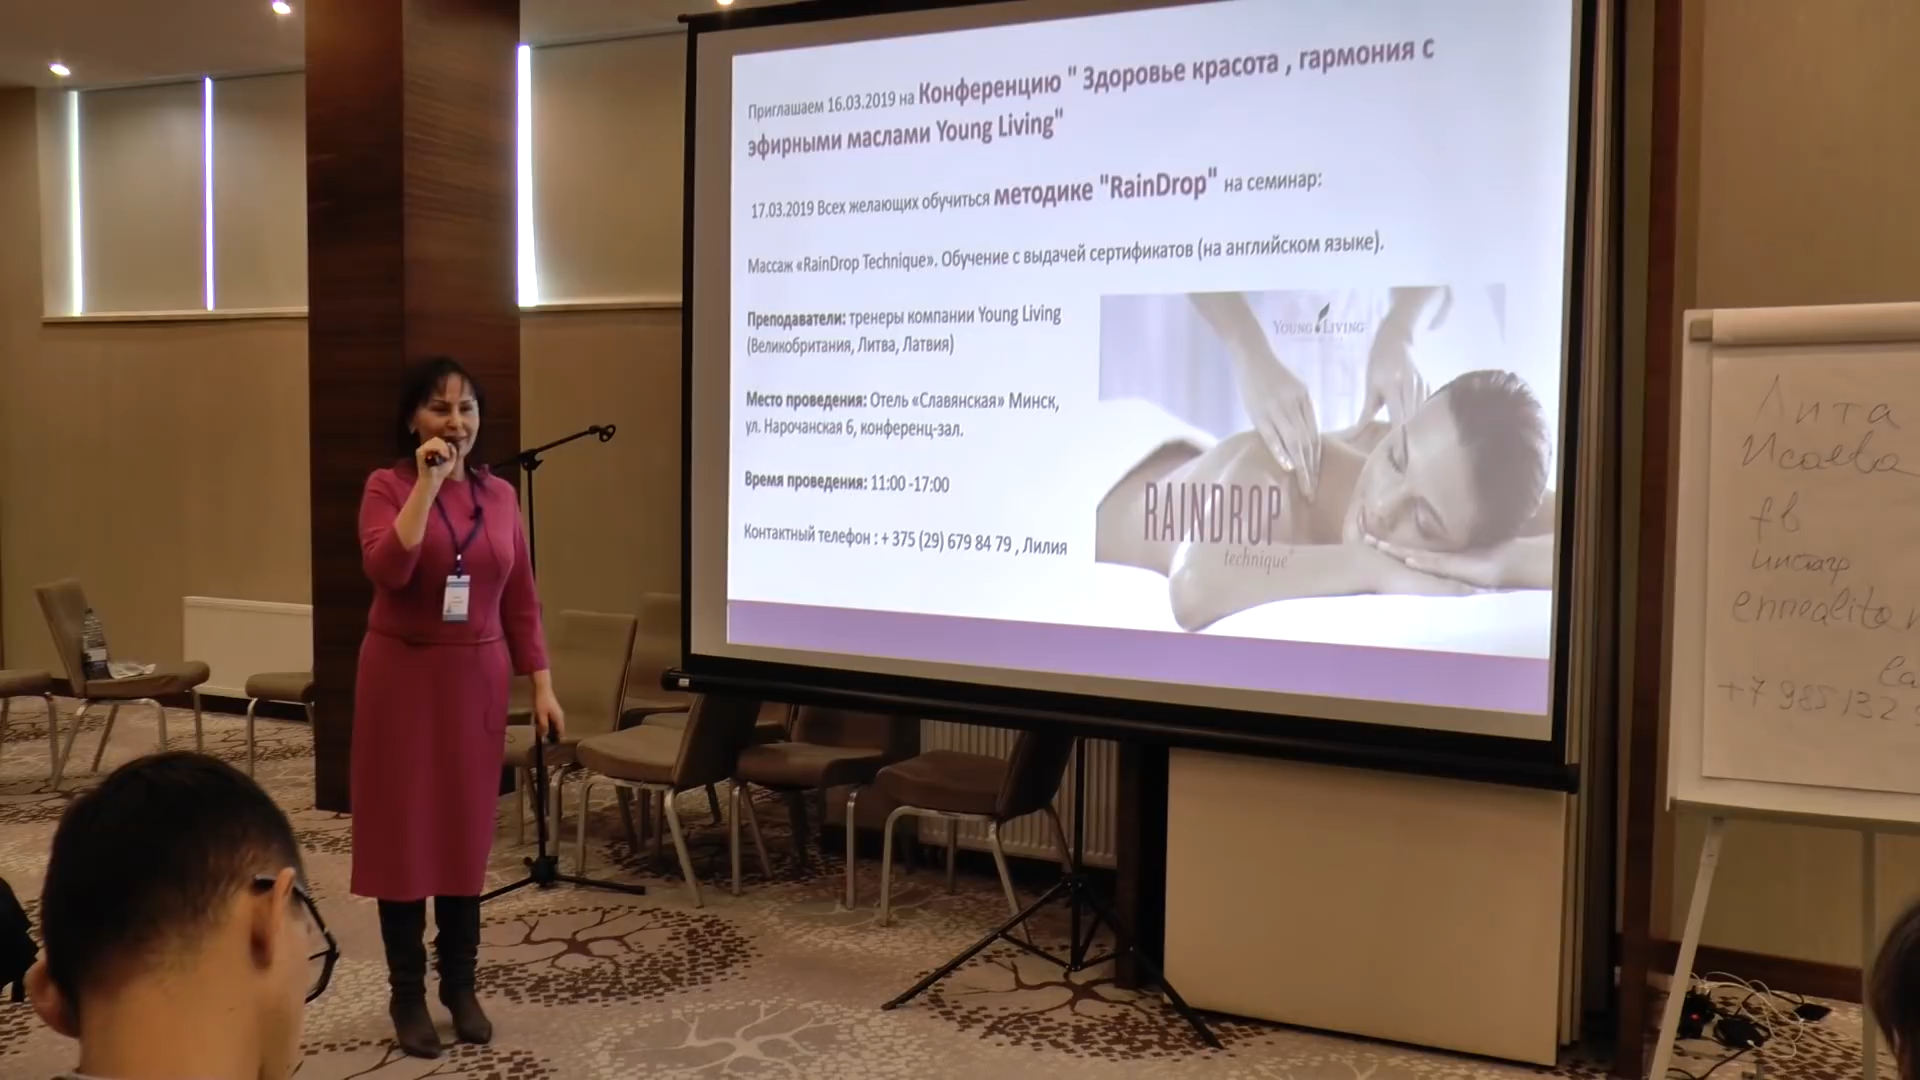 Приглашаем 16.03.2019 на Конференцию " Здоровье красота , гармония с
эфирными маслами Young Living"
17.03.2019 Всех желающих обучиться методике "RainDrop" на семинар:
Массаж «RainDrop Technique». Обучение с выдачей сертификатов (на английском языке).
Преподаватели: тренеры компании Young Living
(Великобритания, Литва, Латвия)
Место проведения: Отель «Славянская» Минск,
ул. Нарочанская 6, конференц-зал.
Время проведения: 11:00 -17:00
Контактный телефон : + 375 (29) 679 84 79 , Лилия
YOUNG LIVING
RAINDROP
technique®
Лита
Исаева
fb
инстагр
+7 985 132